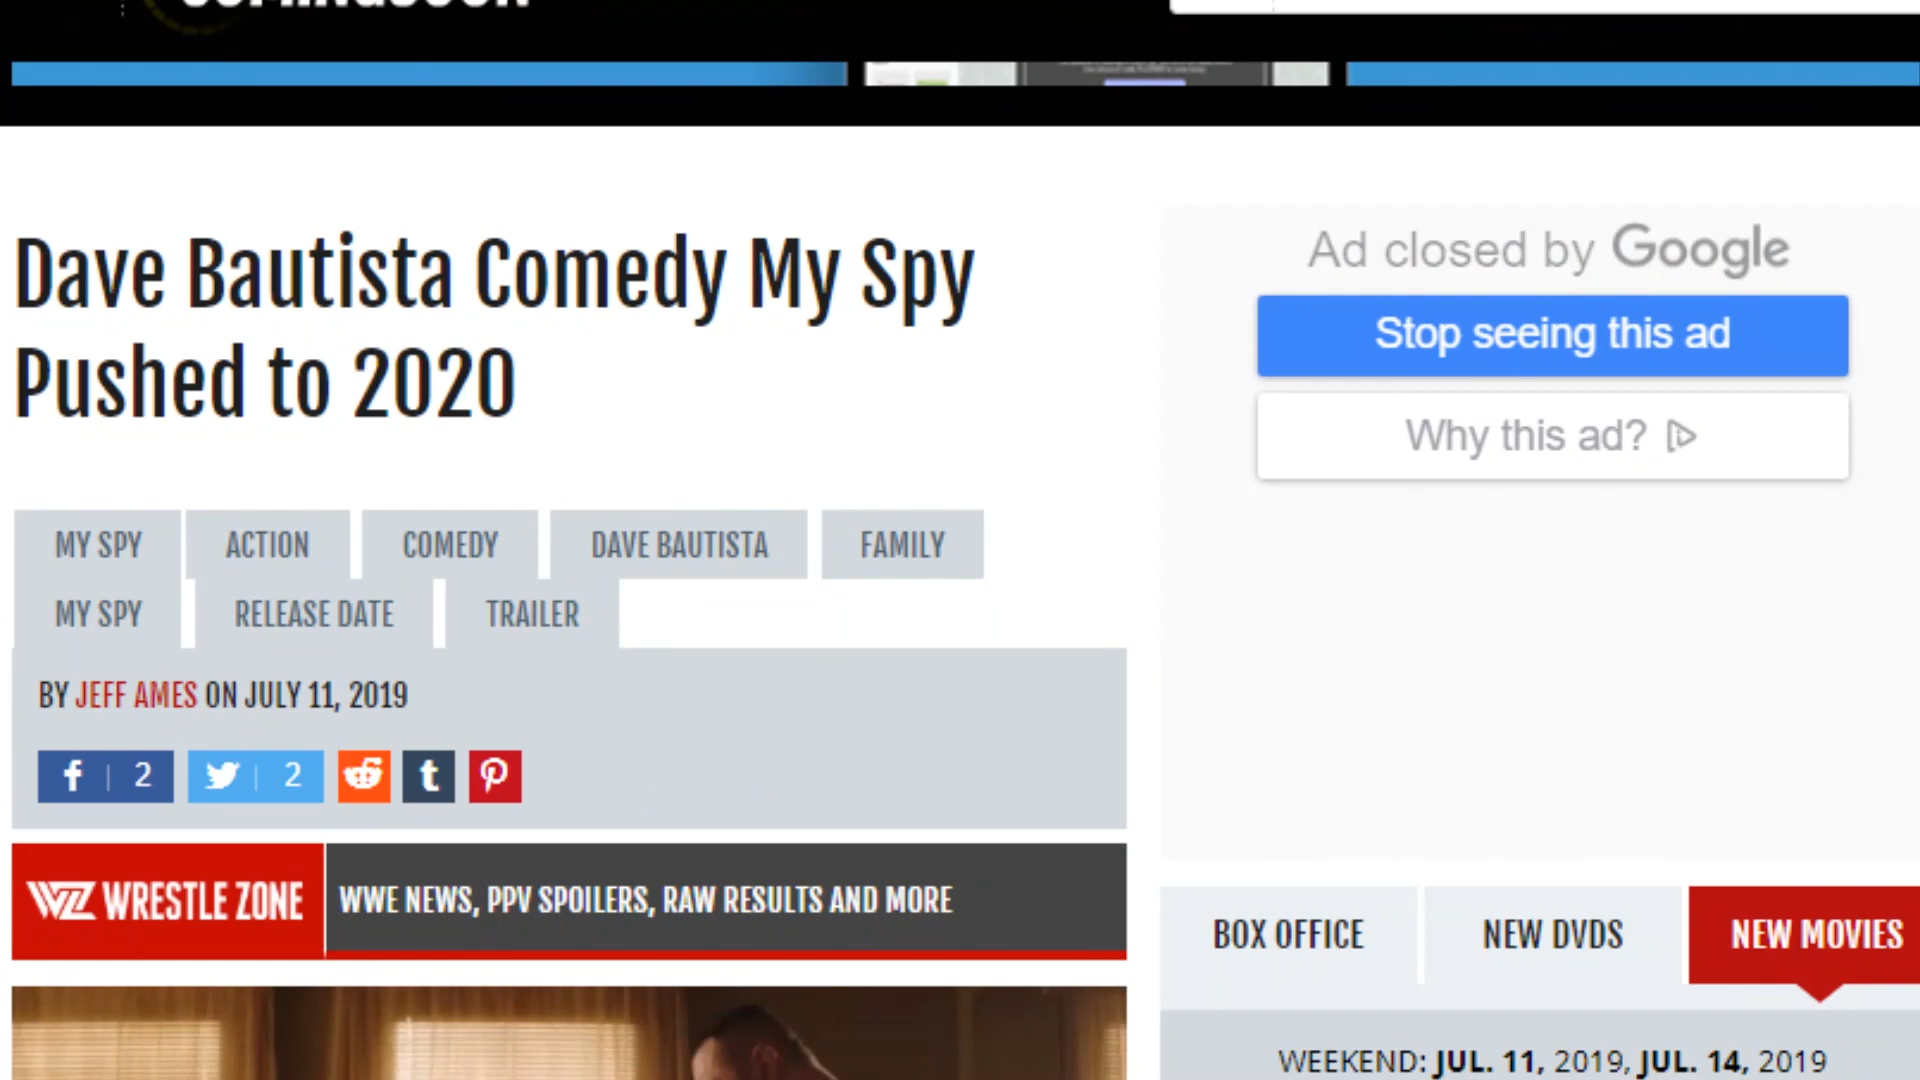 COMINGSOON
Dave Bautista Comedy My Spy
Pushed to 2020
MY SPY
ACTION
COMEDY
DAVE BAUTISTA
FAMILY
MY SPY
RELEASE DATE
TRAILER
BY JEFF AMES ON JULY 11, 2019
2
2
WRESTLE ZONE
WWE NEWS, PPV SPOILERS, RAW RESULTS AND MORE
Ad closed by Google
Stop seeing this ad
Why this ad?
BOX OFFICE
NEW DVDS
NEW MOVIES
WEEKEND: JUL. 11, 2019, JUL. 14, 2019